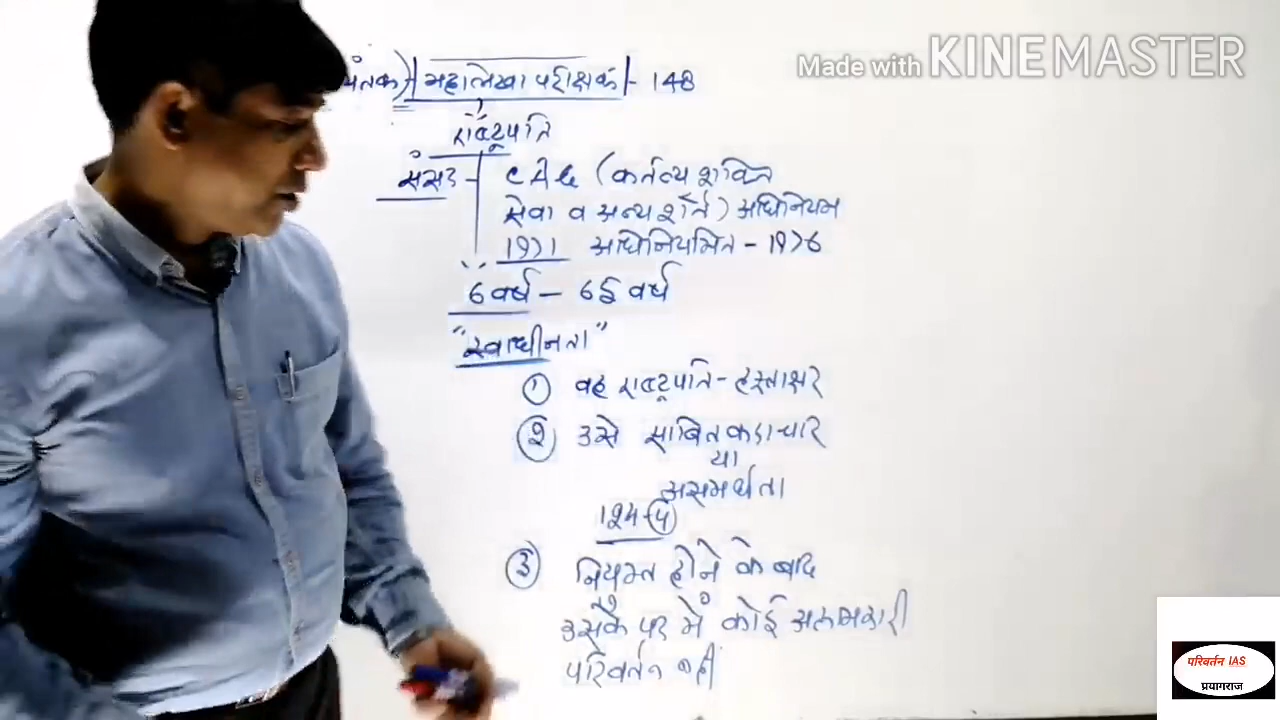 Made with KINEMASTER
महालेखा परीक्षक - 148
राष्ट्रपति
संसद - CAG (कर्तव्य शक्ति
सेवा व अन्य शर्ते) अधिनियम
1971 अधिनियमित - 1976
6 वर्ष - 65 वर्ष
"स्वाधीनता"
① वह राष्ट्रपति - हस्ताक्षर
② उसे साबित कदाचार
या
असमर्थता
124-(4)
③ नियुक्त होने के बाद
उसके पद में कोई अलाभकारी
परिवर्तन नहीं
परिवर्तन IAS
प्रयागराज